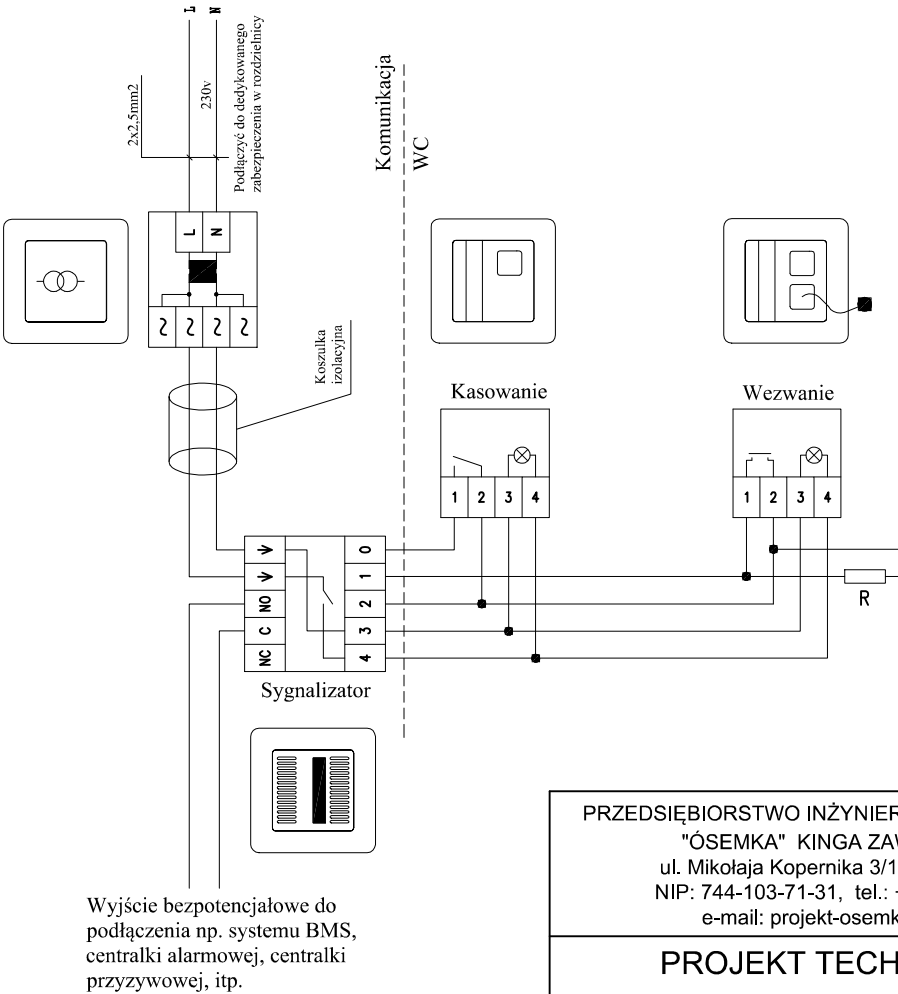 L
N
2x2,5mm2
230v
Podłączyć do dedykowanego
zabezpieczenia w rozdzielnicy
Komunikacja
WC
L
N
~
~
~
~
Koszulka
izolacyjna
Kasowanie
Wezwanie
1 2 3 4
1 2 3 4
NO
C
NC
0
1
2
3
4
R
Sygnalizator
Wyjście bezpotencjałowe do
podłączenia np. systemu BMS,
centralki alarmowej, centralki
przyzywowej, itp.
PRZEDSIĘBIORSTWO INŻYNIER
"ÓSEMKA" KINGA ZA
ul. Mikołaja Kopernika 3/1
NIP: 744-103-71-31, tel.:
e-mail: projekt-osemk
PROJEKT TECH